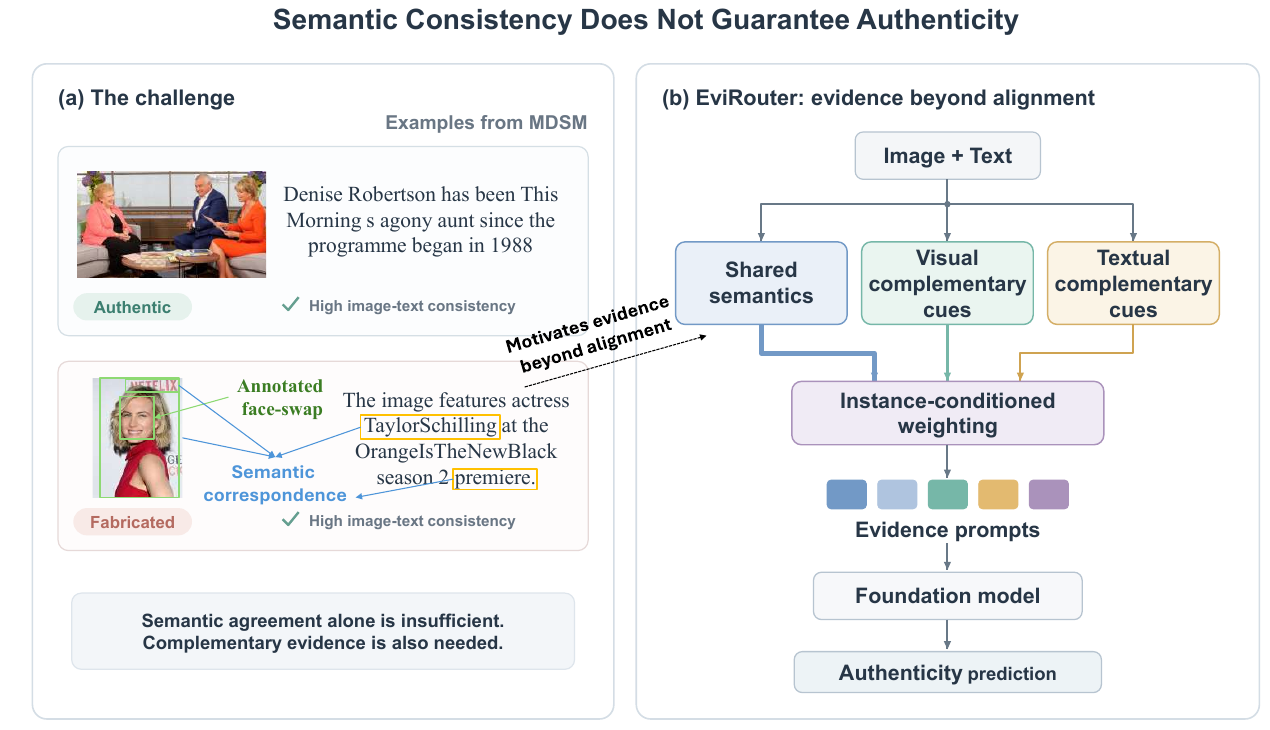 Semantic Consistency Does Not Guarantee Authenticity
(a) The challenge
Examples from MDSM
Denise Robertson has been This
Morning s agony aunt since the
programme began in 1988
Authentic
High image-text consistency
Annotated
face-swap
The image features actress
TaylorSchilling at the
OrangeIsTheNewBlack
season 2 premiere.
Semantic
correspondence
Fabricated
High image-text consistency
Semantic agreement alone is insufficient.
Complementary evidence is also needed.
Motivates evidence
beyond alignment
(b) EviRouter: evidence beyond alignment
Image + Text
Shared
semantics
Visual
complementary
cues
Textual
complementary
cues
Instance-conditioned
weighting
Evidence prompts
Foundation model
Authenticity prediction